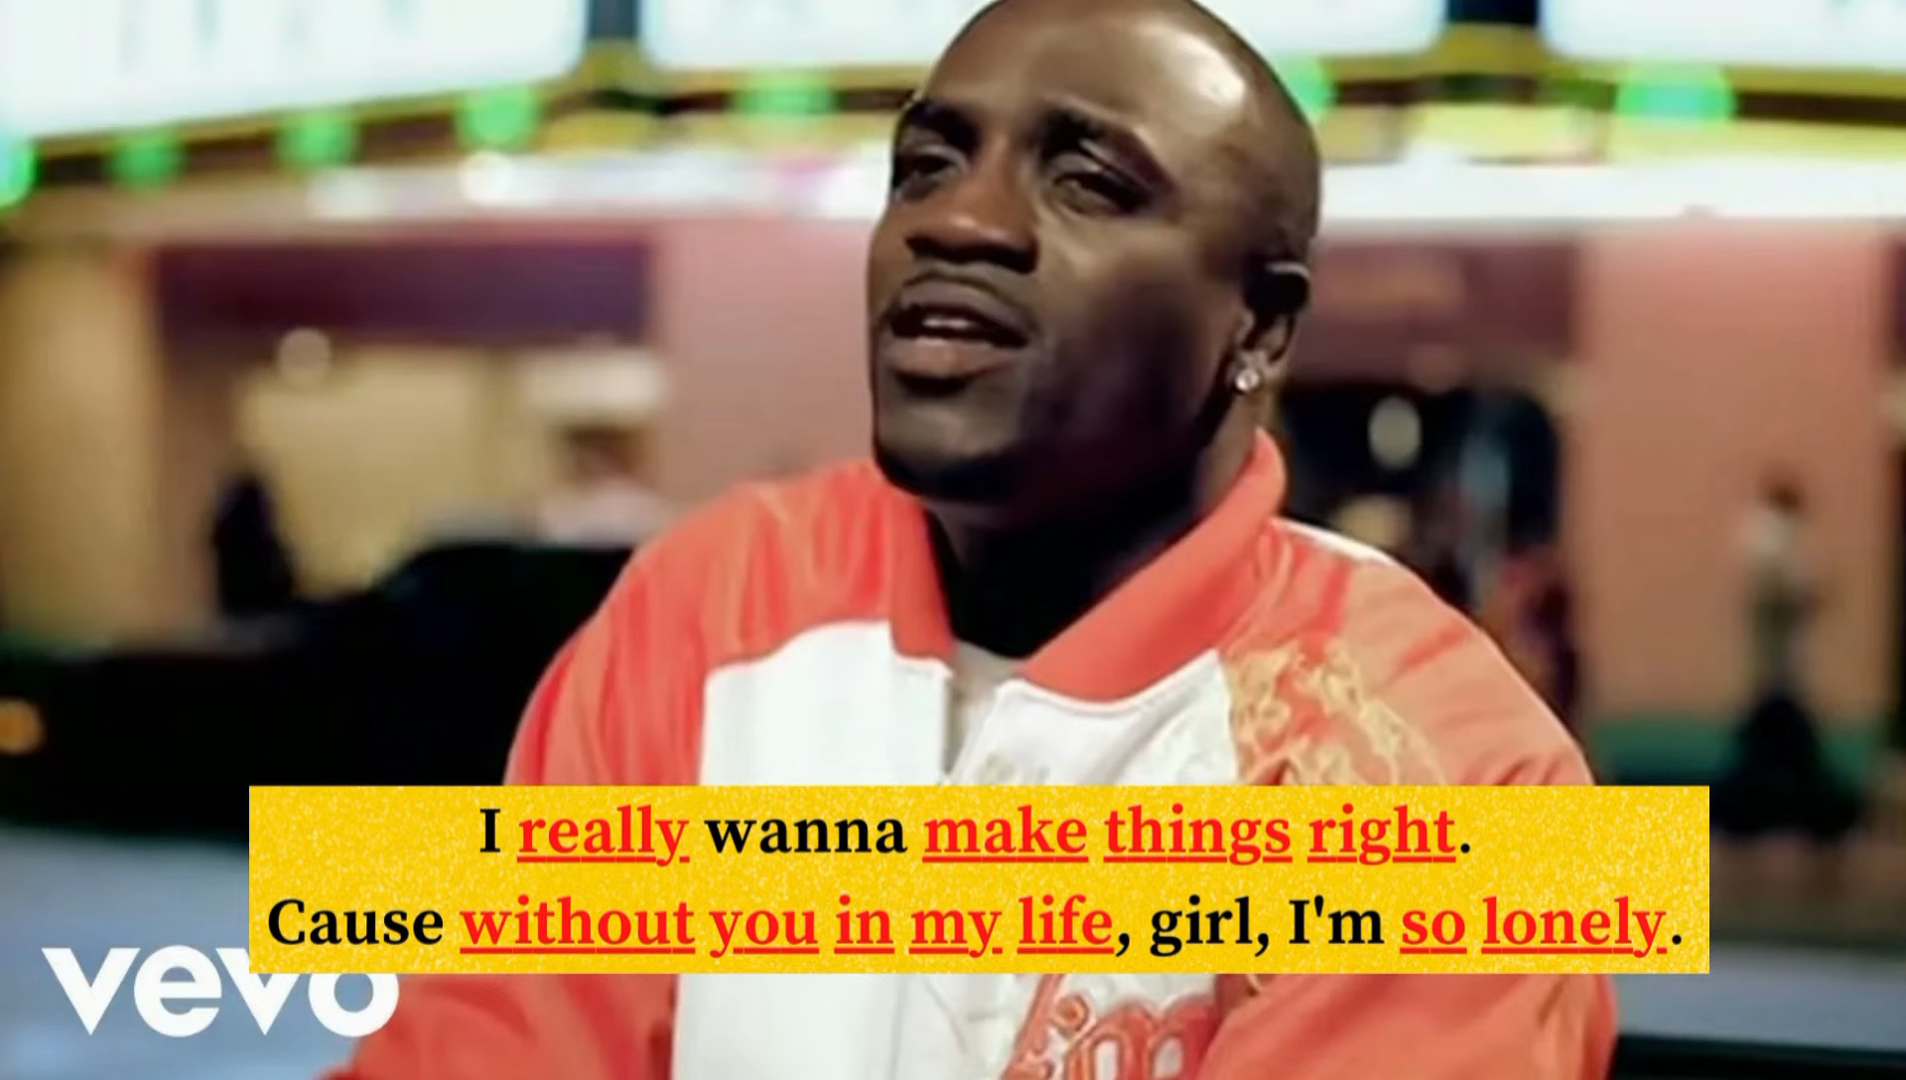 I really wanna make things right.
Cause without you in my life, girl, I'm so lonely.
vevo